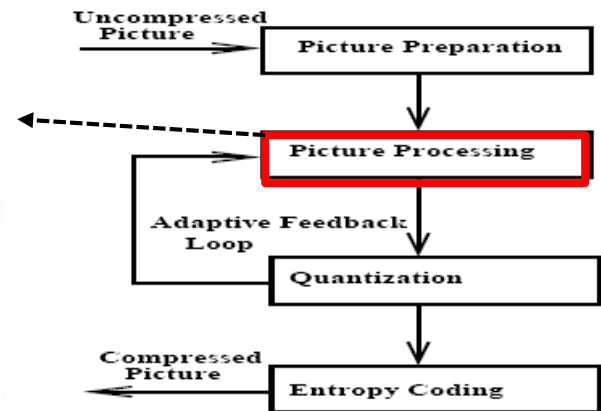 Uncompressed
Picture
Picture Preparation
Picture Processing
Adaptive Feedback
Loop
Quantization
Compressed
Picture
Entropy Coding